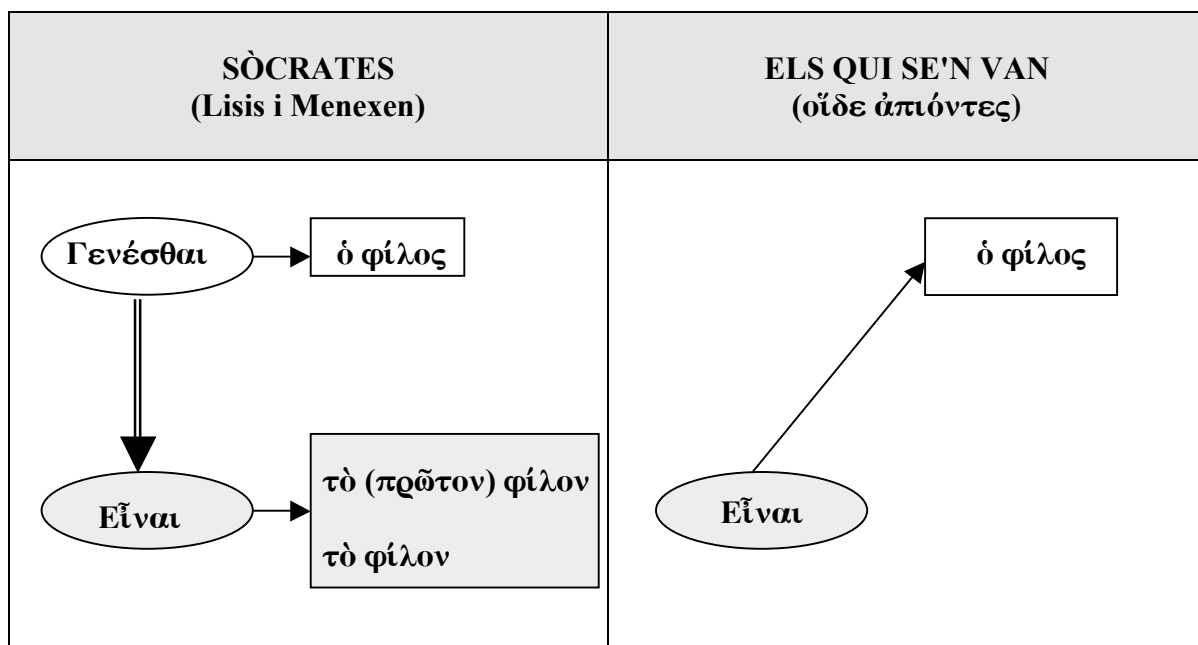 SÒCRATES
(Lisis i Menexen)
ELS QUI SE'N VAN
(οἵδε ἀπιόντες)
Γενέσθαι
ὁ φίλος
Εἶναι
τὸ (πρῶτον) φίλον
τὸ φίλον
ὁ φίλος
Εἶναι